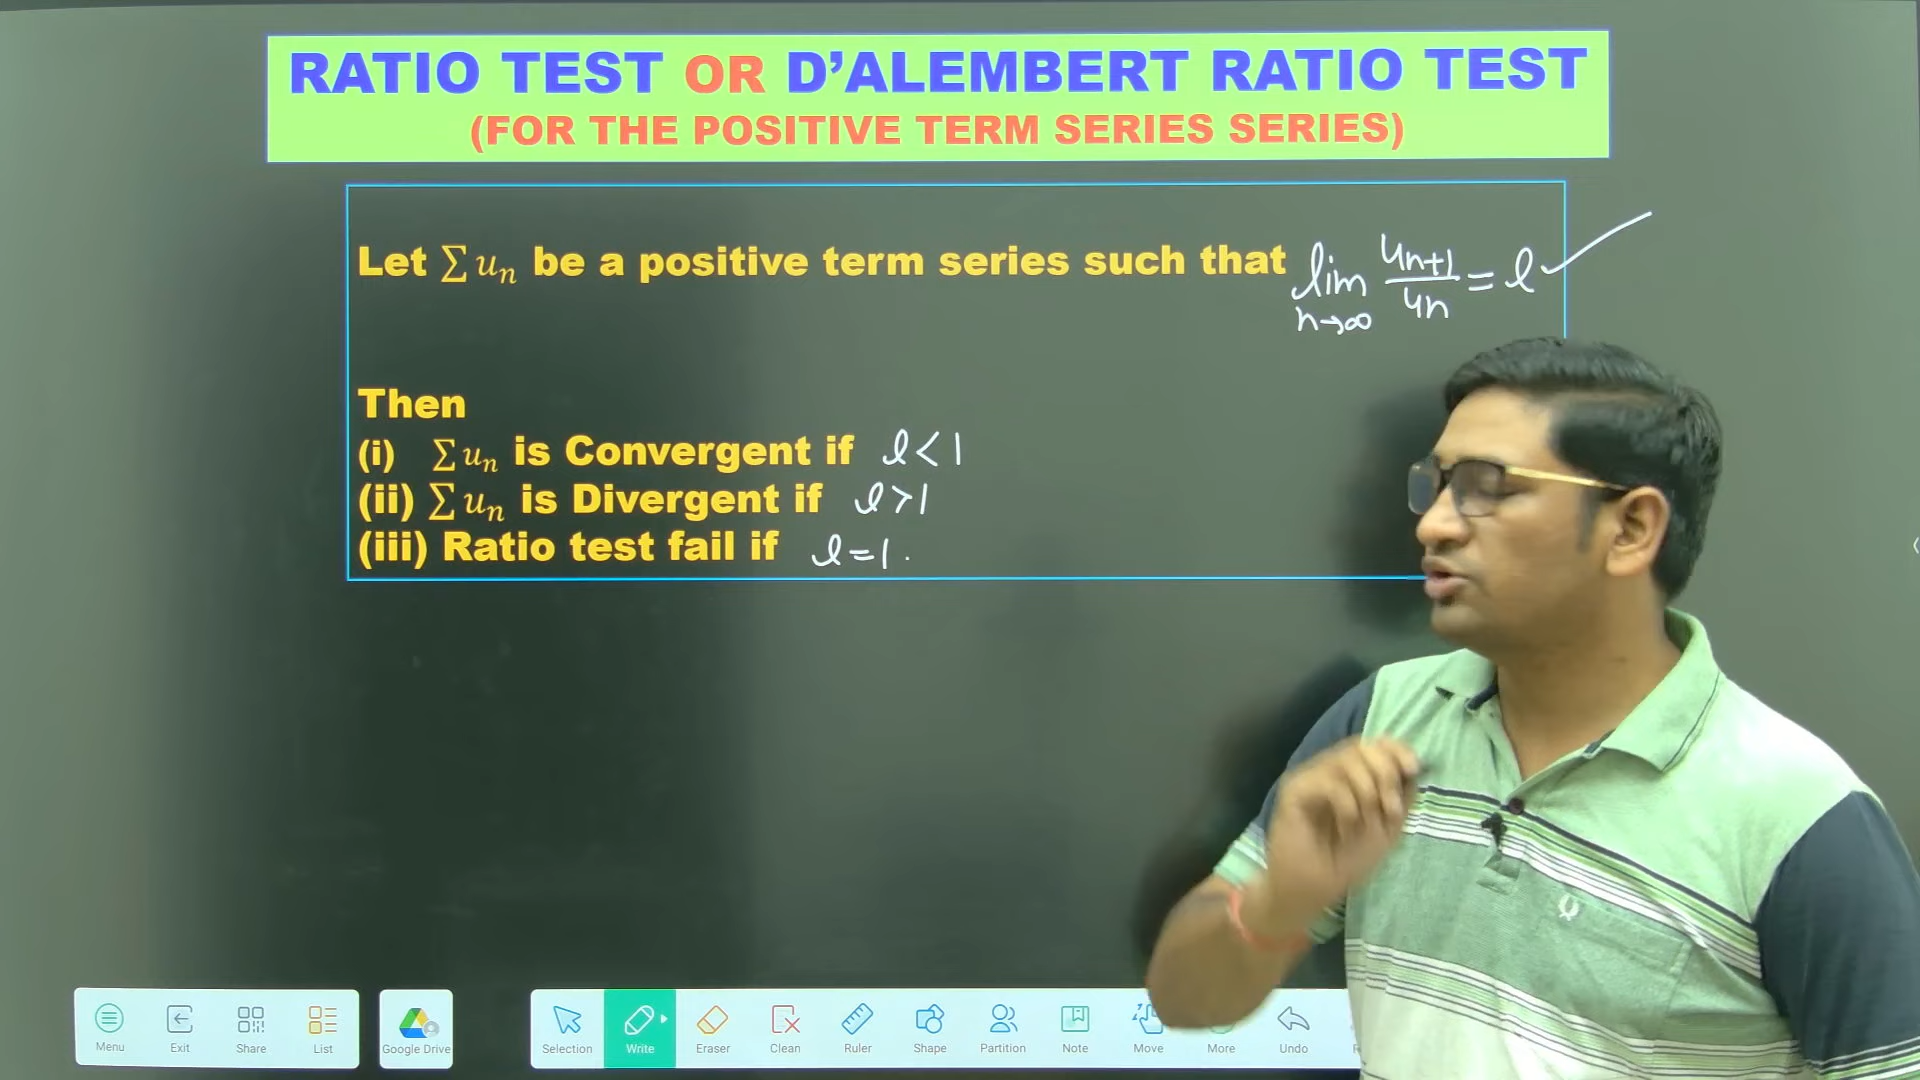 RATIO TEST OR D’ALEMBERT RATIO TEST
(FOR THE POSITIVE TERM SERIES SERIES)
Let ∑ uₙ be a positive term series such that lim n→∞ uₙ₊₁/uₙ = l ✓
Then
(i) ∑ uₙ is Convergent if l < 1
(ii) ∑ uₙ is Divergent if l > 1
(iii) Ratio test fail if l = 1.
Menu Exit Share List Google Drive Selection Write Eraser Clean Ruler Shape Partition Note Move More Undo